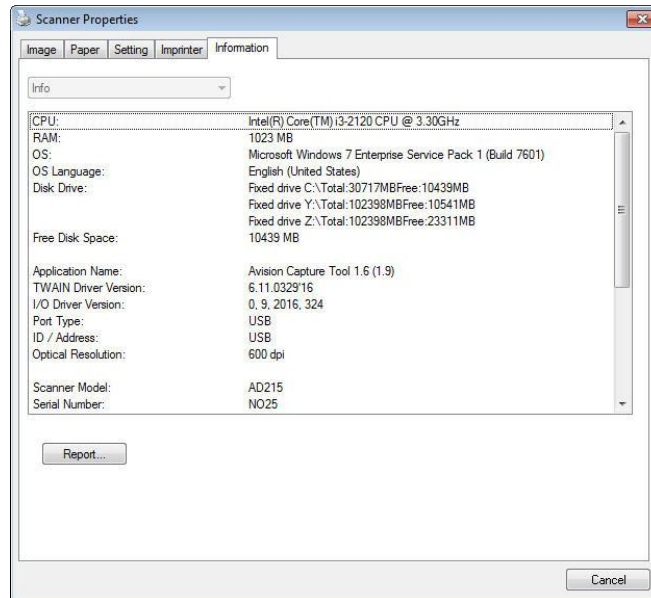 Scanner Properties
Image Paper Setting Imprinter Information
Info
CPU: Intel(R) Core(TM) i3-2120 CPU @ 3.30GHz
RAM: 1023 MB
OS: Microsoft Windows 7 Enterprise Service Pack 1 (Build 7601)
OS Language: English (United States)
Disk Drive: Fixed drive C:\Total:30717MBFree:10439MB
Fixed drive Y:\Total:102398MBFree:10541MB
Fixed drive Z:\Total:102398MBFree:23311MB
Free Disk Space: 10439 MB
Application Name: Avision Capture Tool 1.6 (1.9)
TWAIN Driver Version: 6.11.0329'16
I/O Driver Version: 0, 9, 2016, 324
Port Type: USB
ID / Address: USB
Optical Resolution: 600 dpi
Scanner Model: AD215
Serial Number: NO25
Report...
Cancel